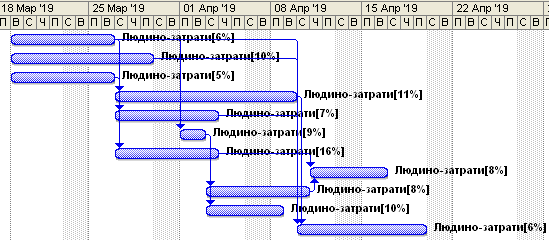 18 Мар '19 25 Мар '19 01 Апр '19 08 Апр '19 15 Апр '19 22 Апр '19
П В С Ч П С В П В С Ч П С В П В С Ч П С В П В С Ч П С В П В С Ч П С В П В С Ч П С В
Людино-затрати[6%]
Людино-затрати[10%]
Людино-затрати[5%]
Людино-затрати[11%]
Людино-затрати[7%]
Людино-затрати[9%]
Людино-затрати[16%]
Людино-затрати[8%]
Людино-затрати[8%]
Людино-затрати[10%]
Людино-затрати[6%]